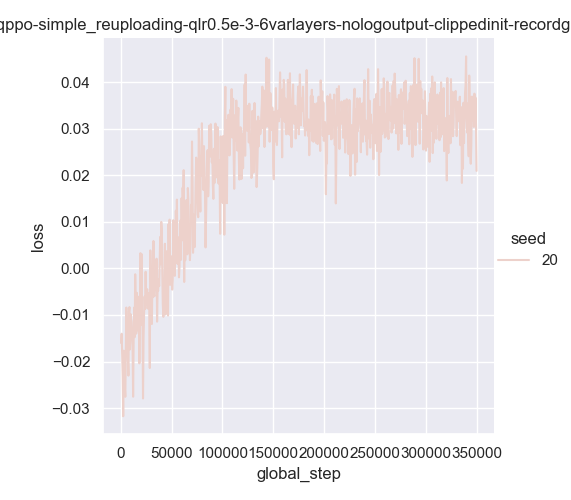 qppo-simple_reuploading-qlr0.5e-3-6varlayers-nologoutput-clippedinit-recordg
0.04
0.03
0.02
0.01
0.00
−0.01
−0.02
−0.03
loss
seed
20
0 50000 100000 150000 200000 250000 300000 350000
global_step